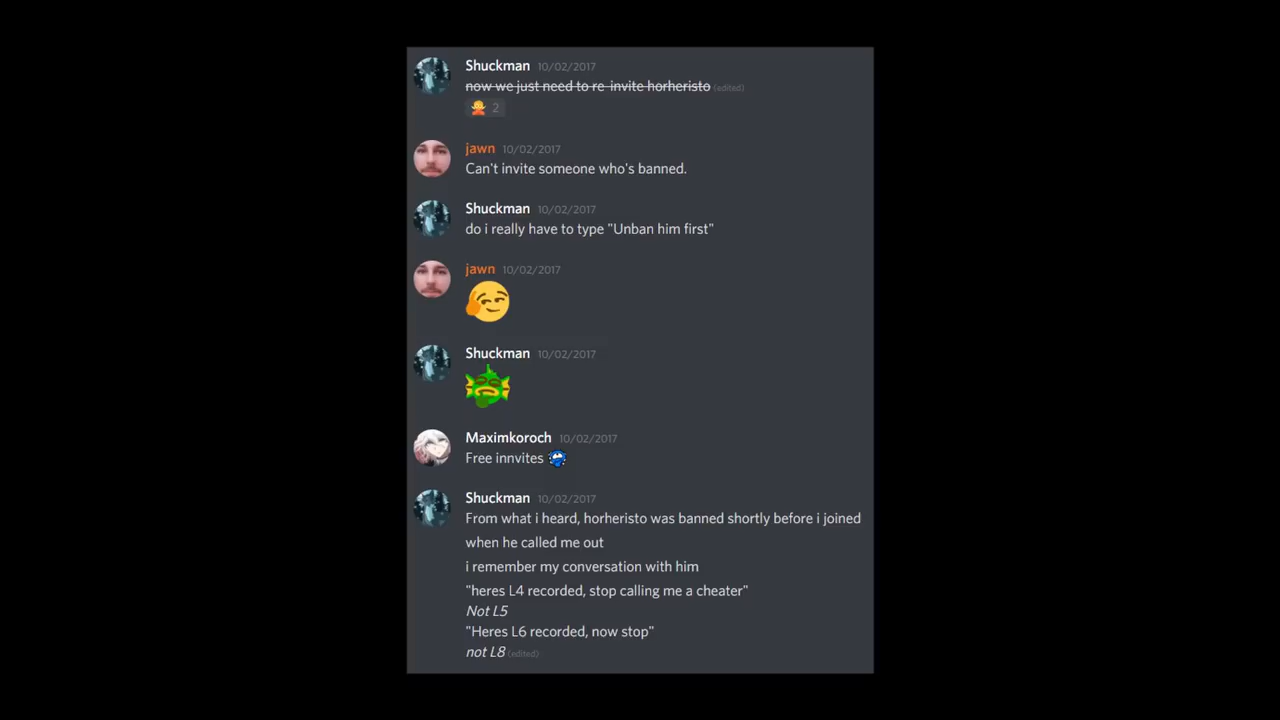 Shuckman 10/02/2017
now we just need to re-invite horheristo (edited)
2
jawn 10/02/2017
Can't invite someone who's banned.
Shuckman 10/02/2017
do i really have to type "Unban him first"
jawn 10/02/2017
Shuckman 10/02/2017
Maximkoroch 10/02/2017
Free innvites
Shuckman 10/02/2017
From what i heard, horheristo was banned shortly before i joined
when he called me out
i remember my conversation with him
"heres L4 recorded, stop calling me a cheater"
Not L5
"Heres L6 recorded, now stop"
not L8 (edited)